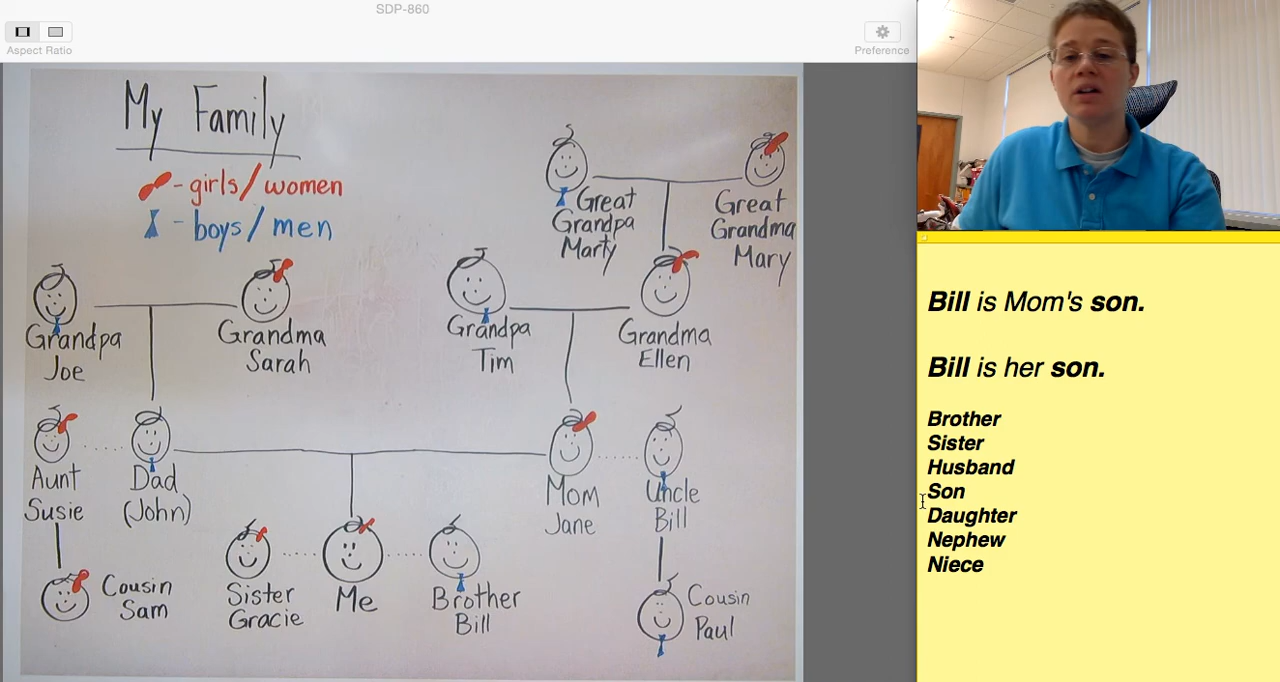 SDP-860
Aspect Ratio
Preference
My Family
- girls/women
- boys/men
Great
Grandpa
Marty
Great
Grandma
Mary
Grandpa
Joe
Grandma
Sarah
Grandpa
Tim
Grandma
Ellen
Aunt
Susie
Dad
(John)
Mom
Jane
Uncle
Bill
Cousin
Sam
Sister
Gracie
Me
Brother
Bill
Cousin
Paul
Bill is Mom's son.
Bill is her son.
Brother
Sister
Husband
Son
Daughter
Nephew
Niece